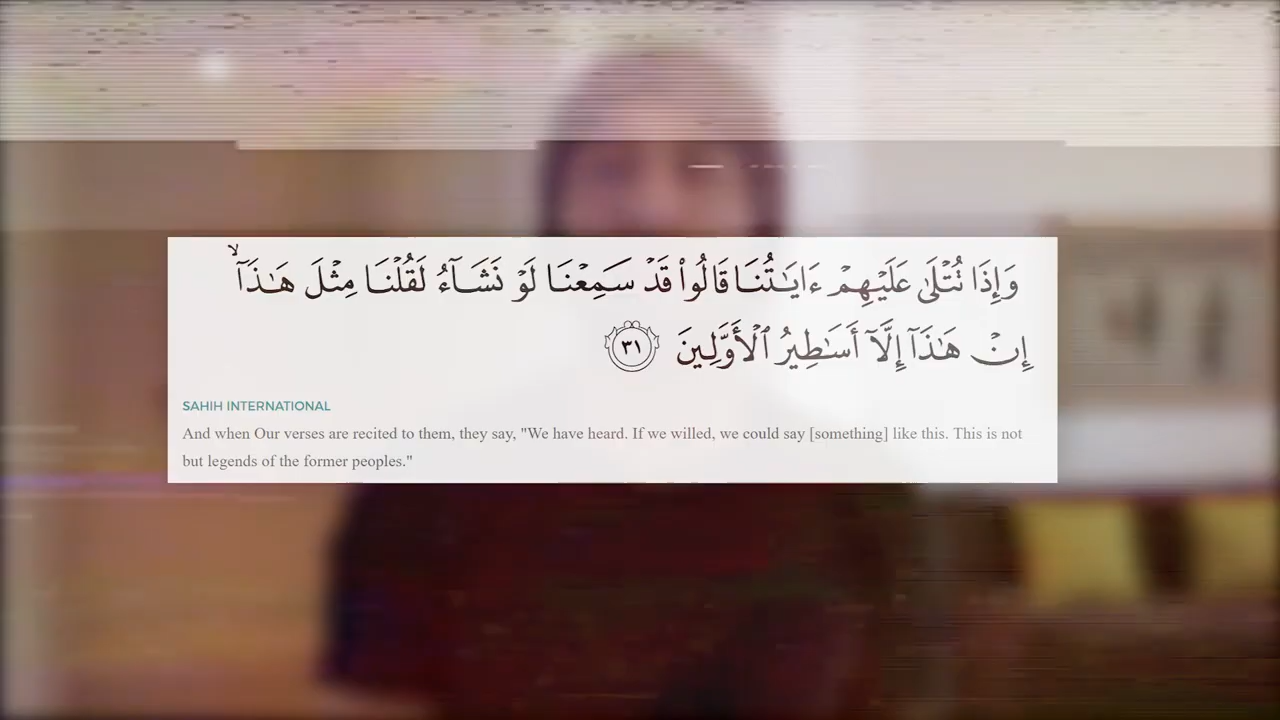 وَإِذَا تُتْلَىٰ عَلَيْهِمْ ءَايَـٰتُنَا قَالُوا۟ قَدْ سَمِعْنَا لَوْ نَشَآءُ لَقُلْنَا مِثْلَ هَـٰذَآ ۙ
إِنْ هَـٰذَآ إِلَّآ أَسَـٰطِيرُ ٱلْأَوَّلِينَ ٣١
SAHIH INTERNATIONAL
And when Our verses are recited to them, they say, "We have heard. If we willed, we could say [something] like this. This is not
but legends of the former peoples."